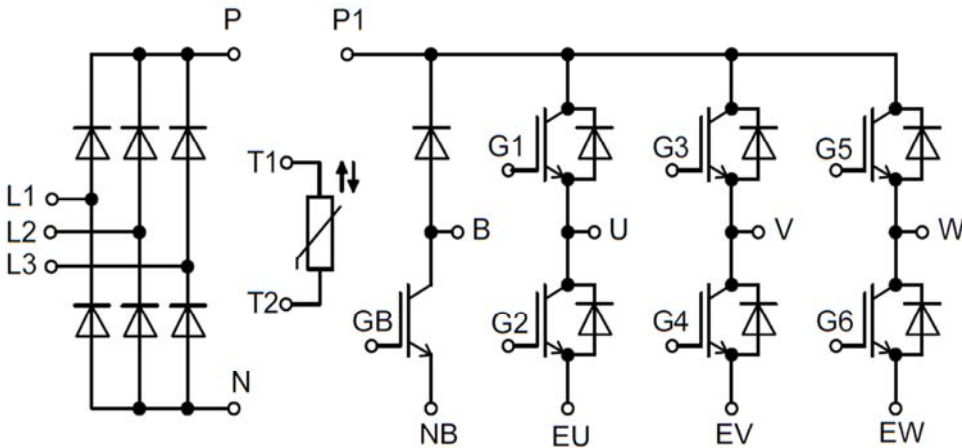 P P1
G1 G3 G5
T1
L1
L2 B U V W
L3
T2
GB G2 G4 G6
N
NB EU EV EW